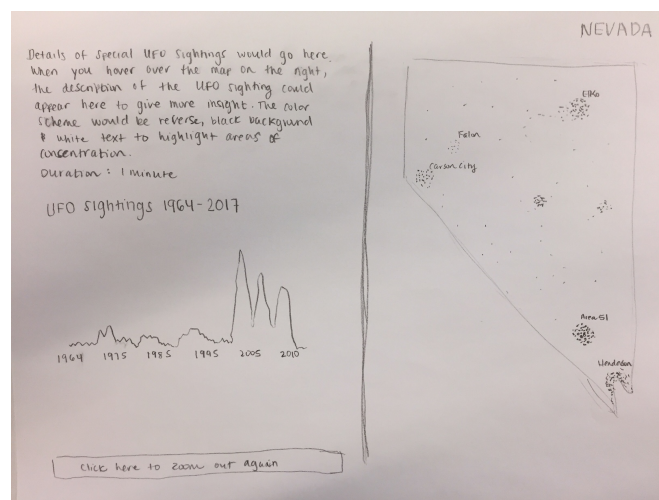 NEVADA
Details of special UFO sightings would go here.
When you hover over the map on the right,
the description of the UFO sighting could
appear here to give more insight. The color
scheme would be reverse, black background
& white text to highlight areas of
consentration.
Duration: 1 minute
UFO sightings 1964-2017
1964 1975 1985 1995 2005 2010
Click here to zoom out again
Elko
Falon
Carson City
Area 51
Henderson